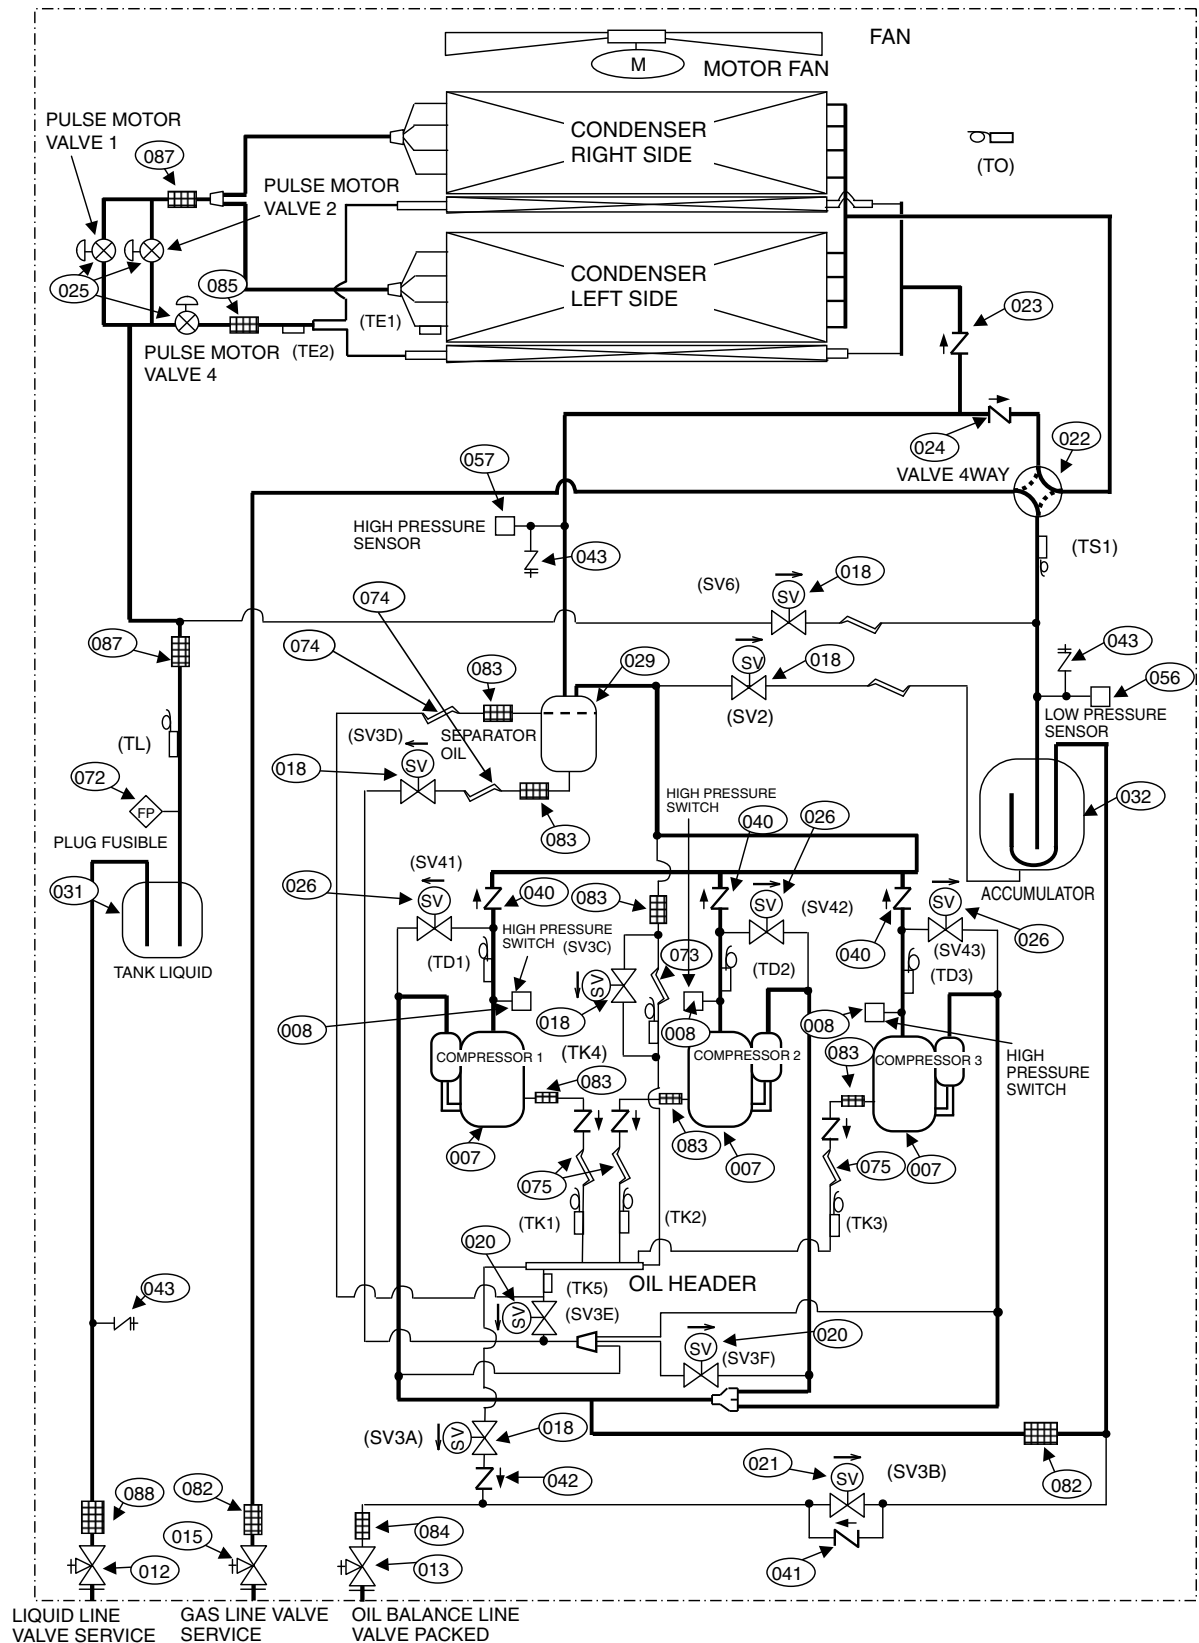 FAN
M
MOTOR FAN
PULSE MOTOR
VALVE 1
087
CONDENSER
RIGHT SIDE
(TO)
PULSE MOTOR
VALVE 2
025
085
CONDENSER
LEFT SIDE
023
(TE1)
(TE2)
PULSE MOTOR
VALVE 4
024
022
VALVE 4WAY
057
HIGH PRESSURE
SENSOR
043
(TS1)
(SV6)
018
SV
074
087
074
083
029
SV
018
043
056
(SV2)
LOW PRESSURE
SENSOR
(TL)
(SV3D)
SEPARATOR
OIL
018
SV
072
FP
083
HIGH PRESSURE
SWITCH
040
026
032
PLUG FUSIBLE
(SV41)
031
026
SV
040
083
SV
(SV42)
SV
ACCUMULATOR
026
HIGH PRESSURE
SWITCH
(SV3C)
073
040
(SV43)
TANK LIQUID
(TD1)
(TD2)
(TD3)
SV
008
018
008
008
COMPRESSOR 1
(TK4)
COMPRESSOR 2
083
COMPRESSOR 3
HIGH
PRESSURE
SWITCH
083
083
007
007
007
075
075
(TK1)
(TK2)
(TK3)
020
OIL HEADER
043
(TK5)
SV
(SV3E)
SV
020
(SV3F)
(SV3A)
SV
018
021
SV
(SV3B)
082
042
088
082
084
015
012
013
041
LIQUID LINE
VALVE SERVICE
GAS LINE VALVE
SERVICE
OIL BALANCE LINE
VALVE PACKED